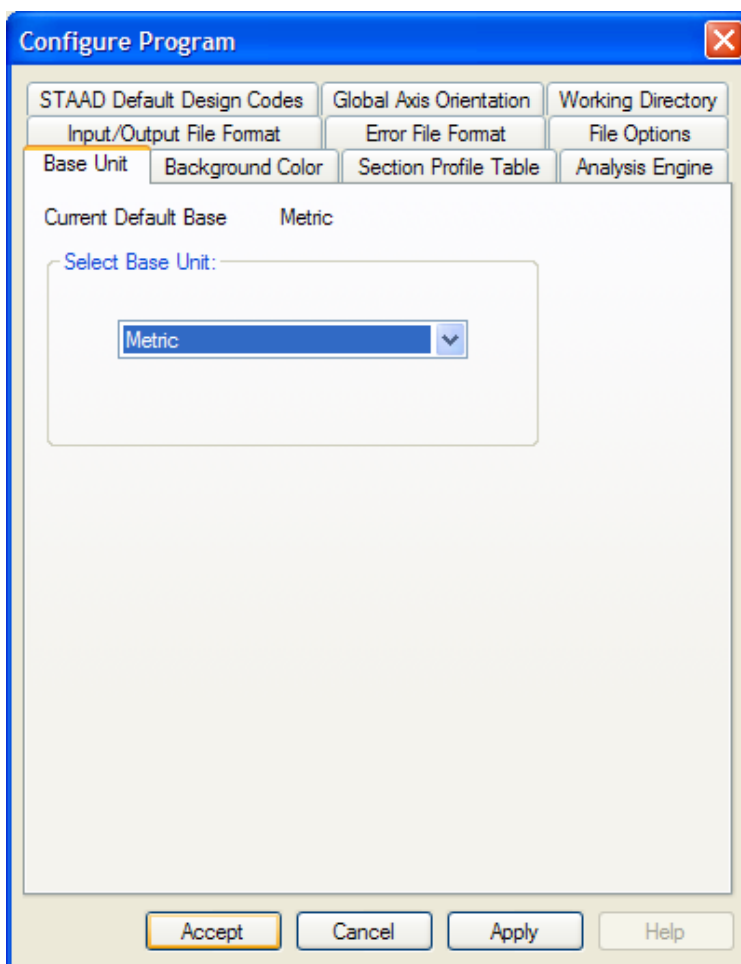 Configure Program
STAAD Default Design Codes Global Axis Orientation Working Directory
Input/Output File Format Error File Format File Options
Base Unit Background Color Section Profile Table Analysis Engine
Current Default Base Metric
Select Base Unit:
Metric
Accept Cancel Apply Help